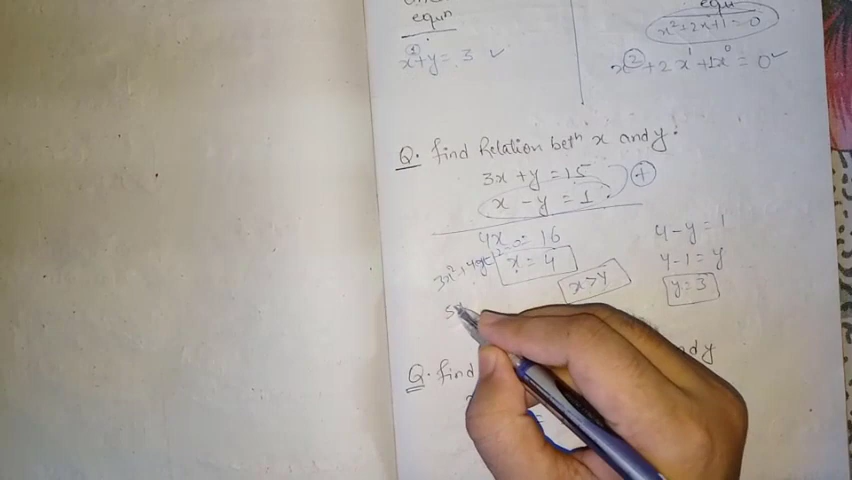 equn
x+y = 3 ✓
equn
x²+2x+1=0
x²+2x¹+1x⁰ = 0 ✓
Q. find Relation betn x and y.
3x + y = 15
x - y = 1
+
4x = 16
x = 4
x > y
4 - y = 1
4 - 1 = y
y = 3
Q. find